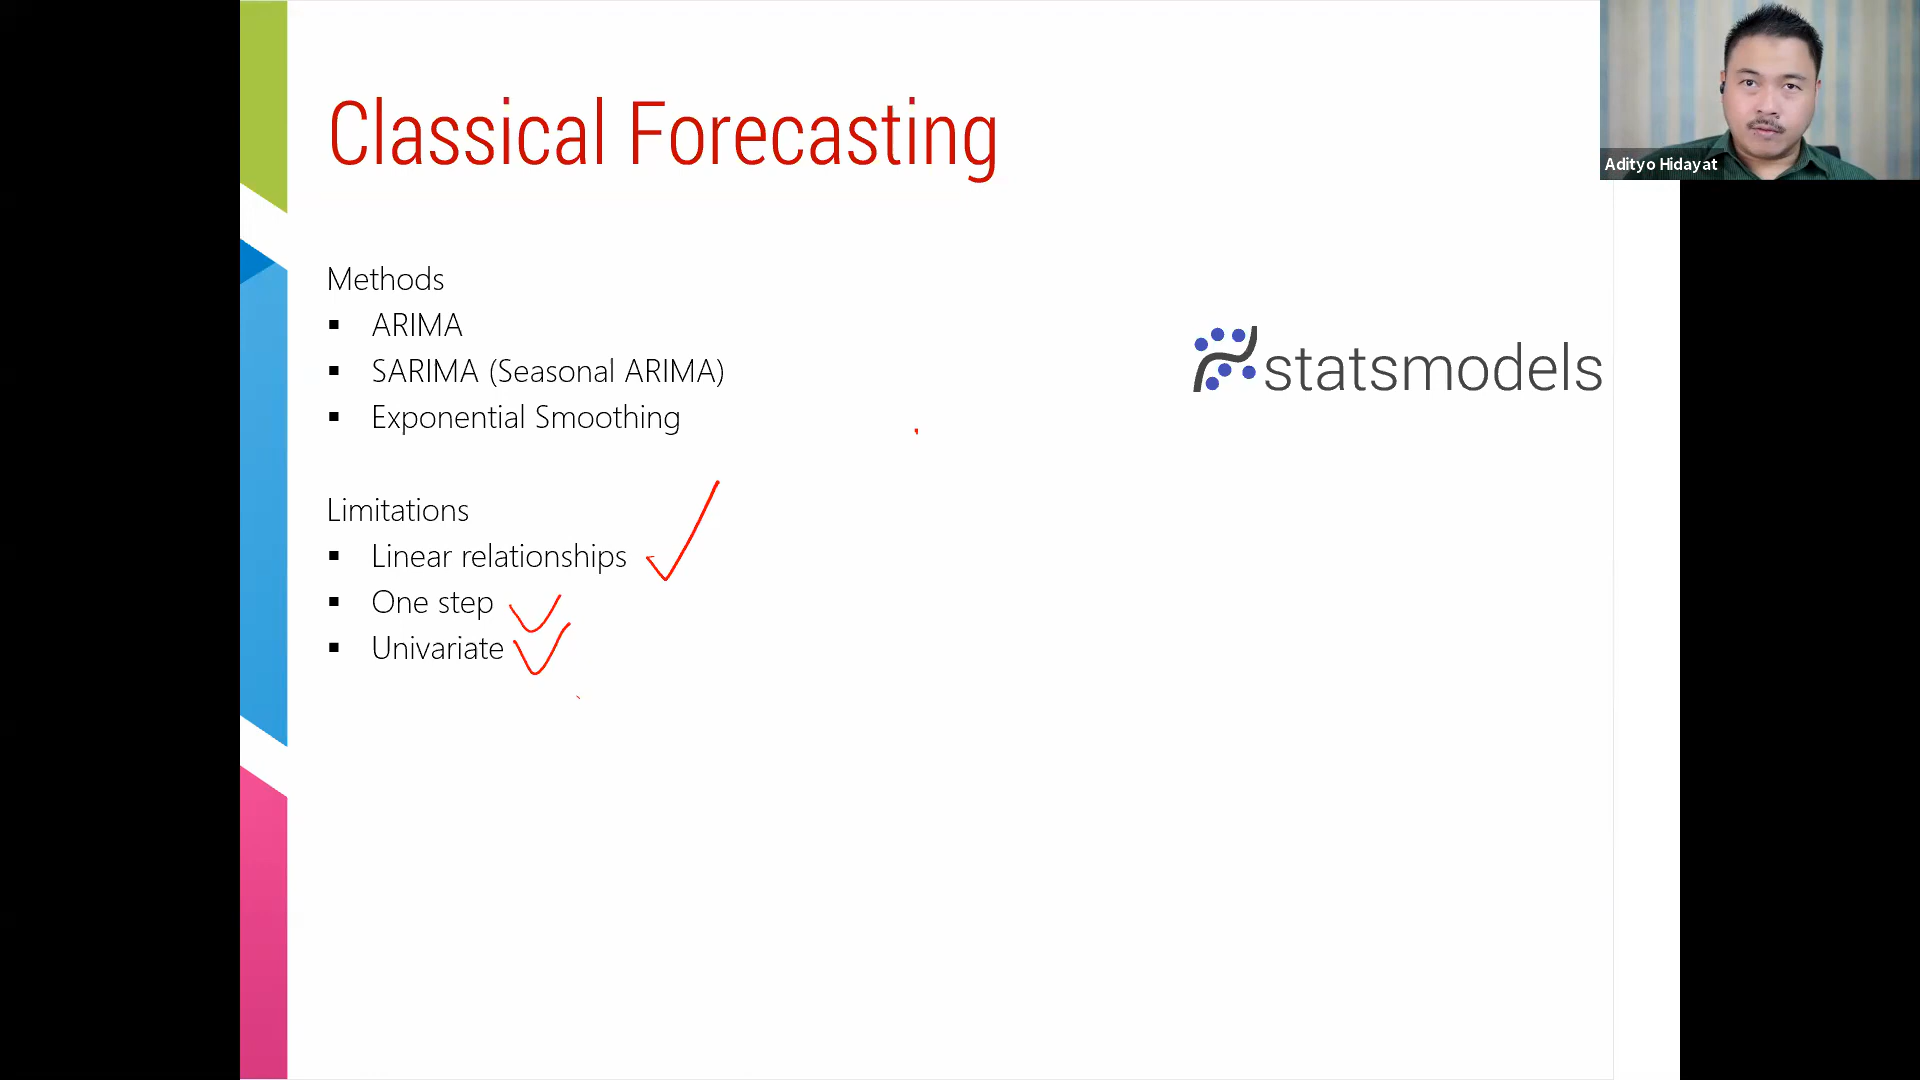 Classical Forecasting
Adityo Hidayat
Methods
▪ ARIMA
▪ SARIMA (Seasonal ARIMA)
▪ Exponential Smoothing
statsmodels
Limitations
▪ Linear relationships
▪ One step
▪ Univariate